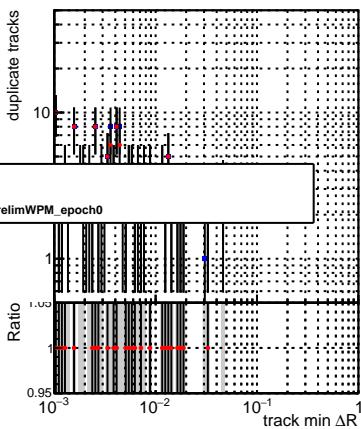 duplicate tracks
10
relimWPM_epoch0
1
Ratio
1.05
1
0.95
10⁻³ 10⁻² 10⁻¹ 1
track min ΔR